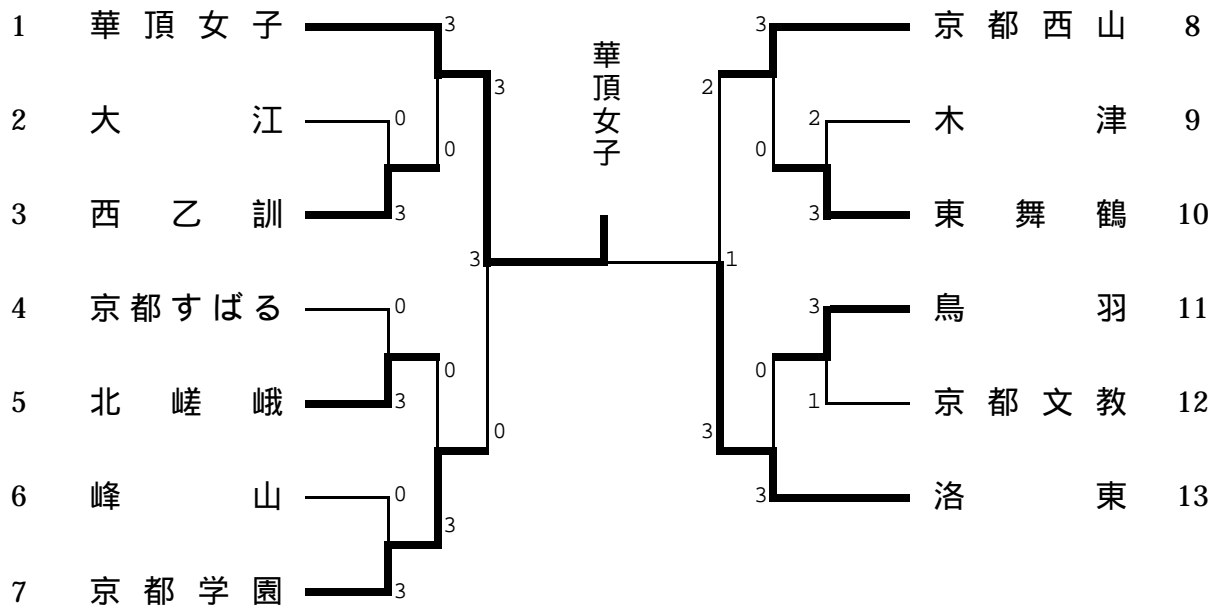 1 華頂女子 3 3 京都西山 8
華頂女子
3 2
2 大江 0 2 木津 9
0 0
3 西乙訓 3 3 東舞鶴 10
3 1
4 京都すばる 0 3 鳥羽 11
0 0
5 北嵯峨 3 1 京都文教 12
0 3
6 峰山 0 3 洛東 13
3
7 京都学園 3